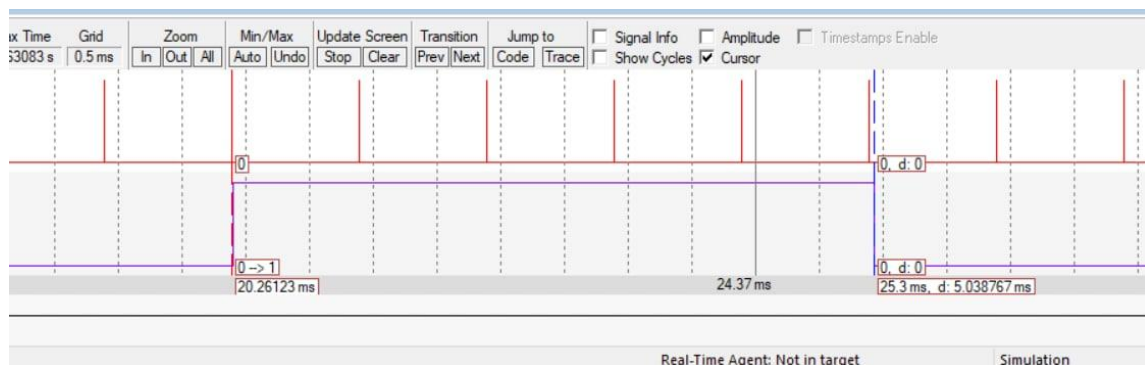 ax Time Grid Zoom Min/Max Update Screen Transition Jump to Signal Info Amplitude Timestamps Enable
63083 s 0.5 ms In Out All Auto Undo Stop Clear Prev Next Code Trace Show Cycles Cursor
0 0, d: 0
0 --> 1 0, d: 0
20.26123 ms 24.37 ms 25.3 ms, d: 5.038767 ms
Real-Time Agent: Not in target Simulation